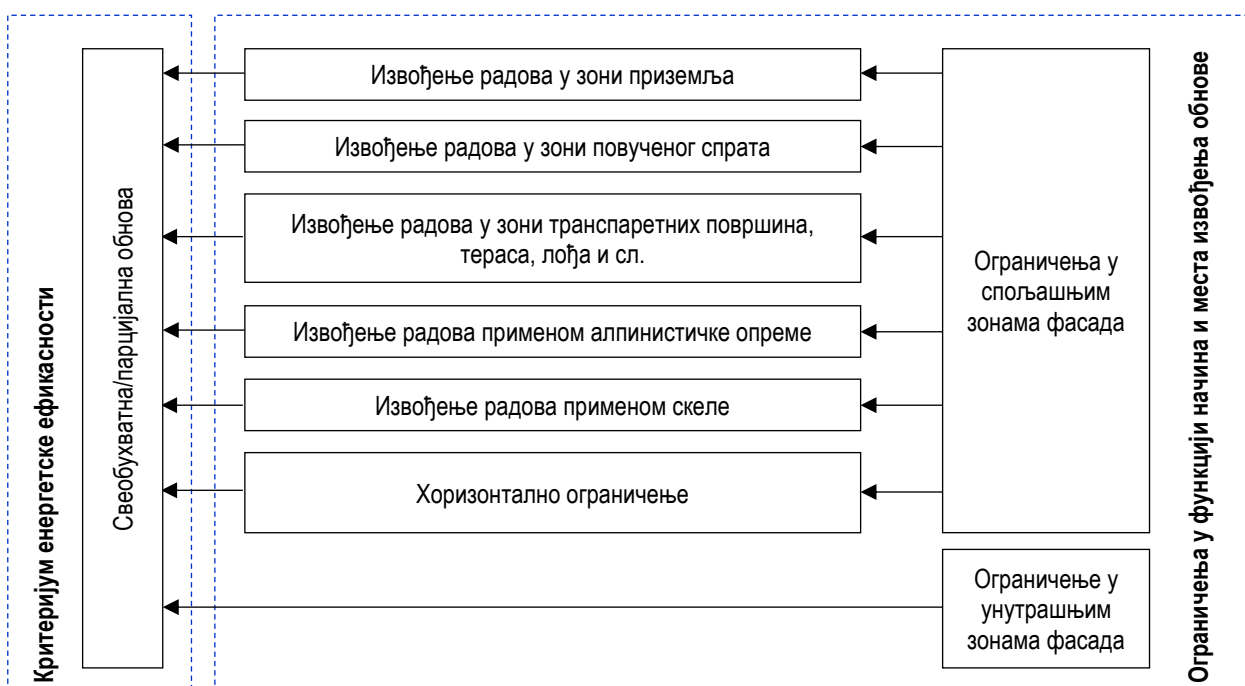 Критеријум енергетске ефикасности
Свеобухватна/парцијална обнова
Извођење радова у зони приземља
Извођење радова у зони повученог спрата
Извођење радова у зони транспаретних површина,
тераса, лођа и сл.
Извођење радова применом алпинистичке опреме
Извођење радова применом скеле
Хоризонтално ограничење
Ограничења у
спољашњим
зонама фасада
Ограничење у
унутрашњим
зонама фасада
Ограничења у функцији начина и места извођења обнове